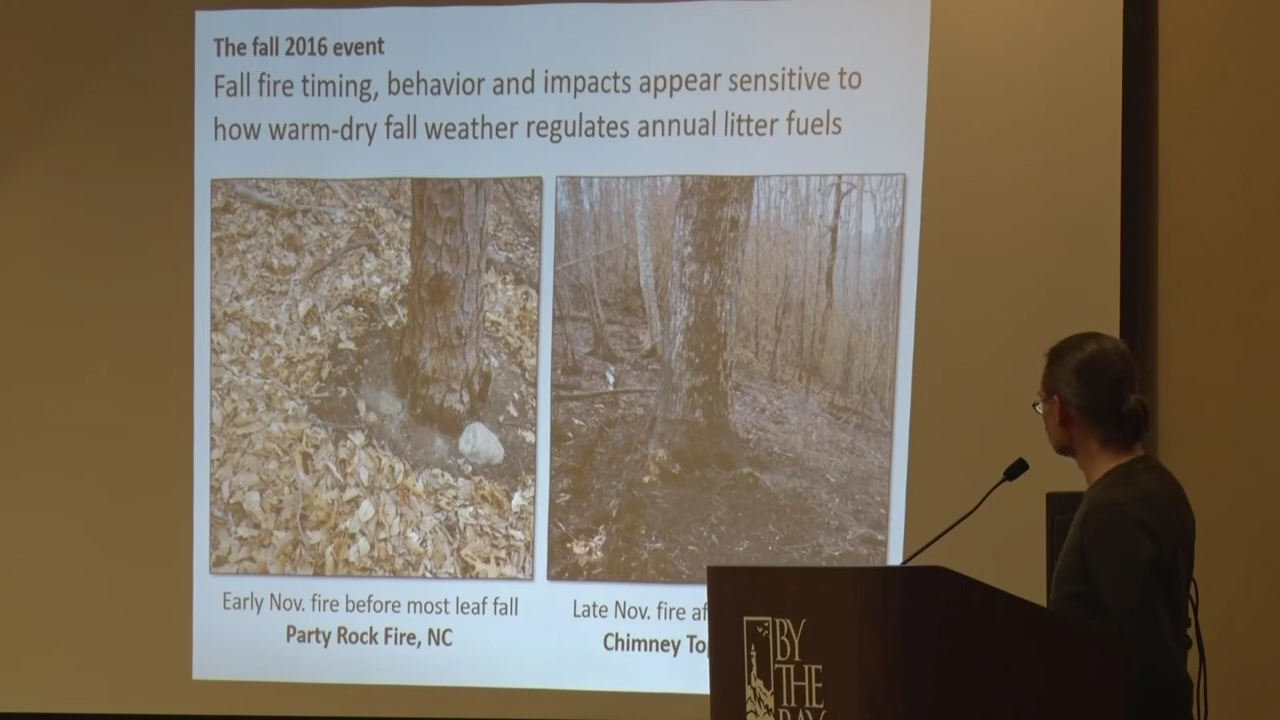 The fall 2016 event
Fall fire timing, behavior and impacts appear sensitive to
how warm-dry fall weather regulates annual litter fuels
Early Nov. fire before most leaf fall
Party Rock Fire, NC
Late Nov. fire
Chimney
BY
THE
BAY